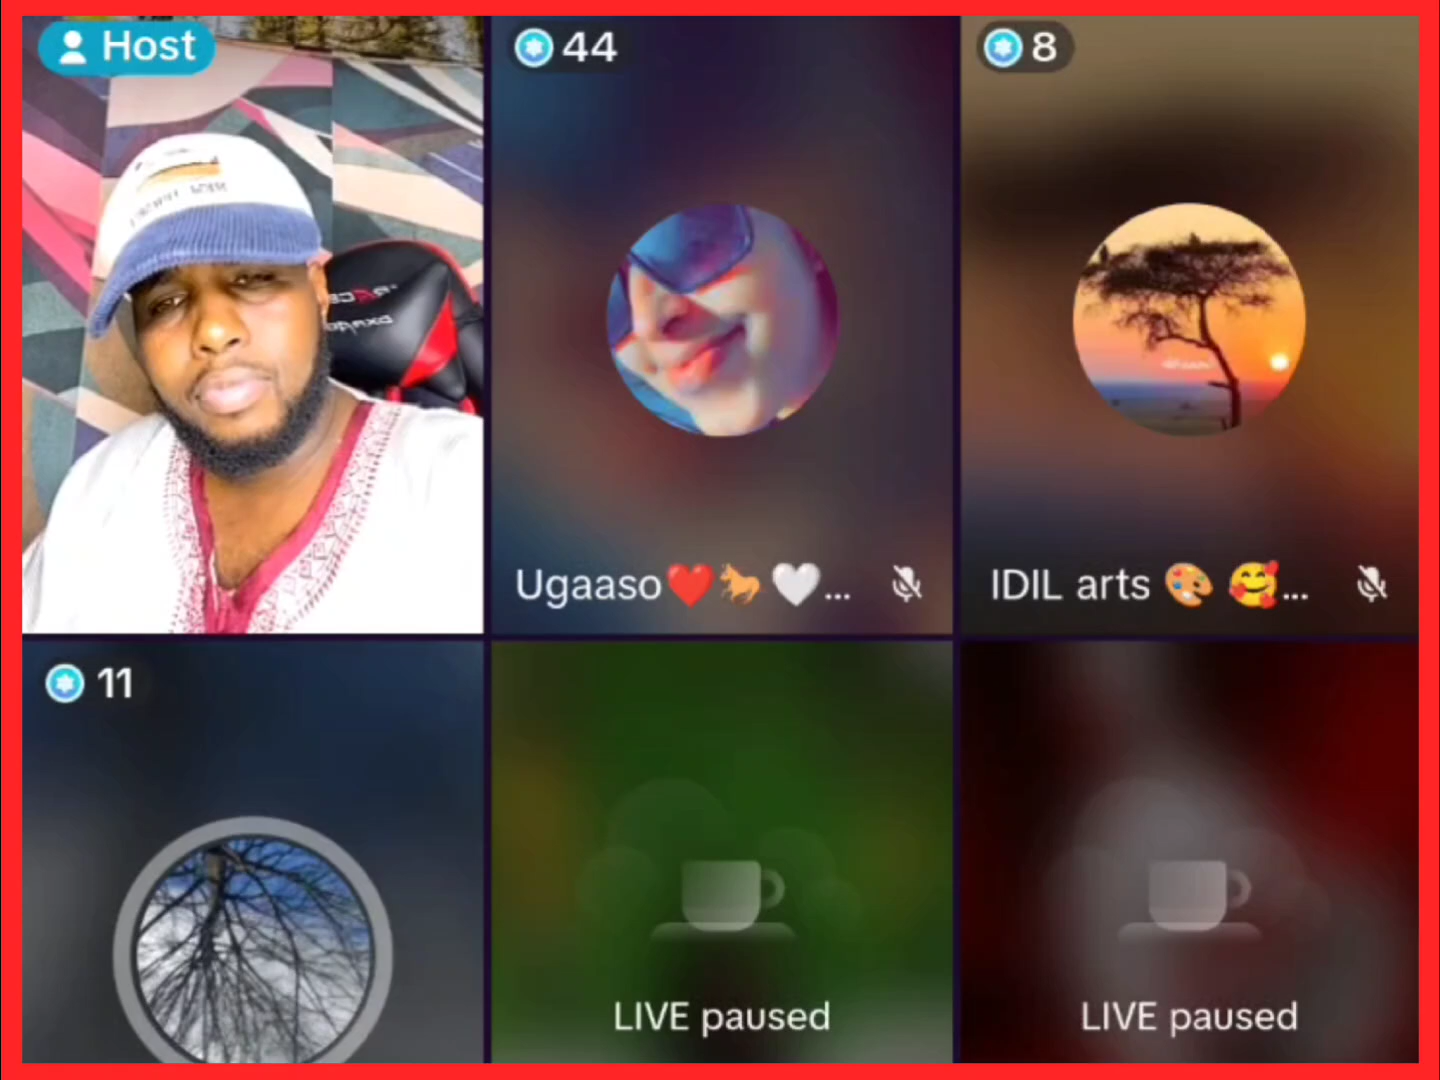 Host
44
8
Ugaaso❤️🐎🤍...
IDIL arts 🎨 🥰...
11
LIVE paused
LIVE paused